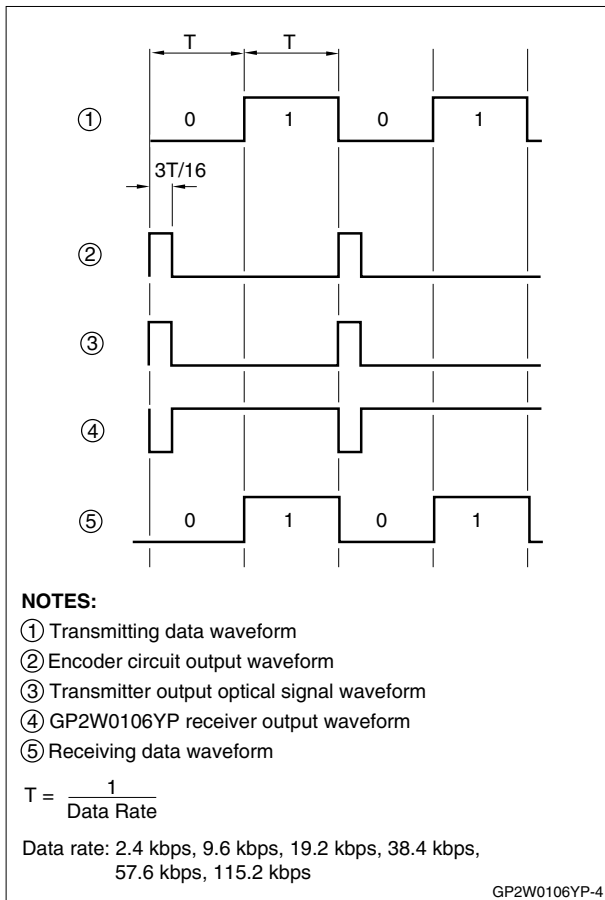 T T
① 0 1 0 1
3T/16
②
③
④
⑤ 0 1 0 1
NOTES:
① Transmitting data waveform
② Encoder circuit output waveform
③ Transmitter output optical signal waveform
④ GP2W0106YP receiver output waveform
⑤ Receiving data waveform
T = 1
Data Rate
Data rate: 2.4 kbps, 9.6 kbps, 19.2 kbps, 38.4 kbps,
57.6 kbps, 115.2 kbps
GP2W0106YP-4